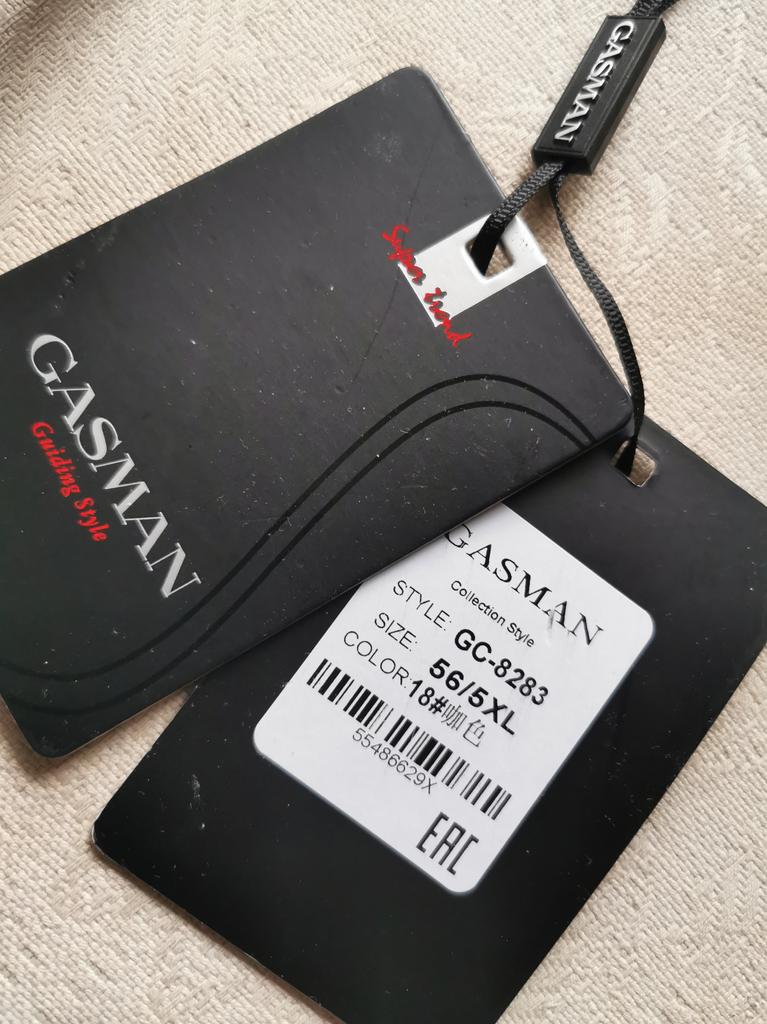 GASMAN
Super trend
GASMAN
Guiding Style
GASMAN
Collection Style
STYLE: GC-8283
SIZE: 56/5XL
COLOR:18#咖色
55486629X
EAC